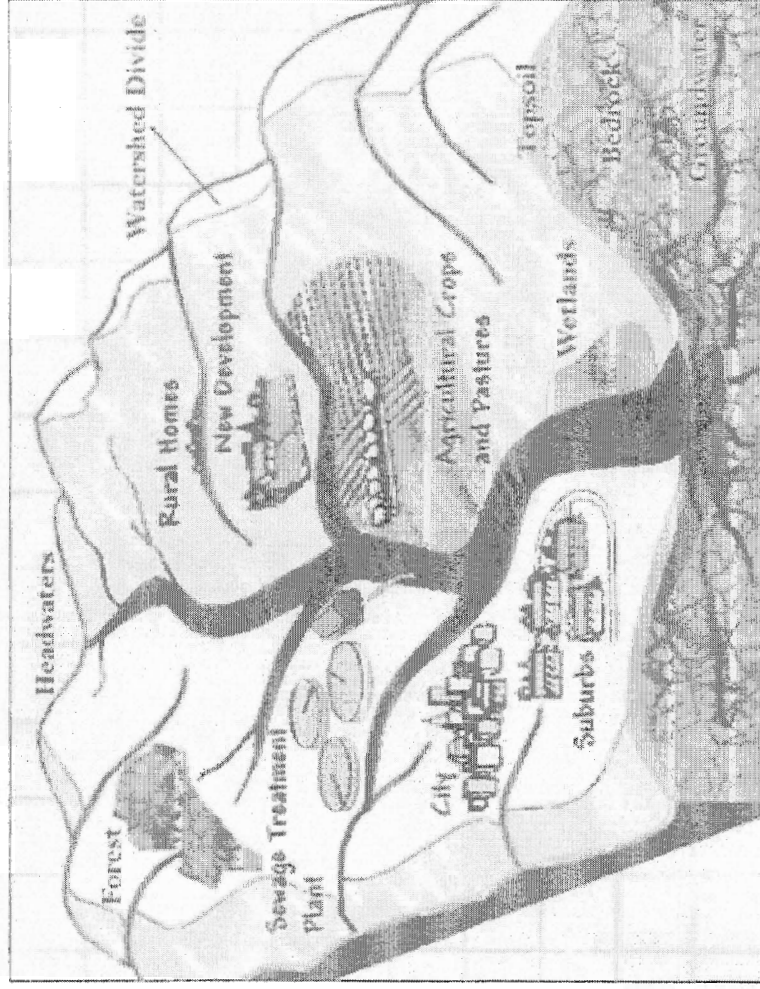 Headwaters
Watershed Divide
Forest
Rural Homes
New Development
Sewage Treatment
Plant
Agricultural Crops
and Pastures
City
Wetlands
Topsoil
Suburbs
Bedrock
Groundwater